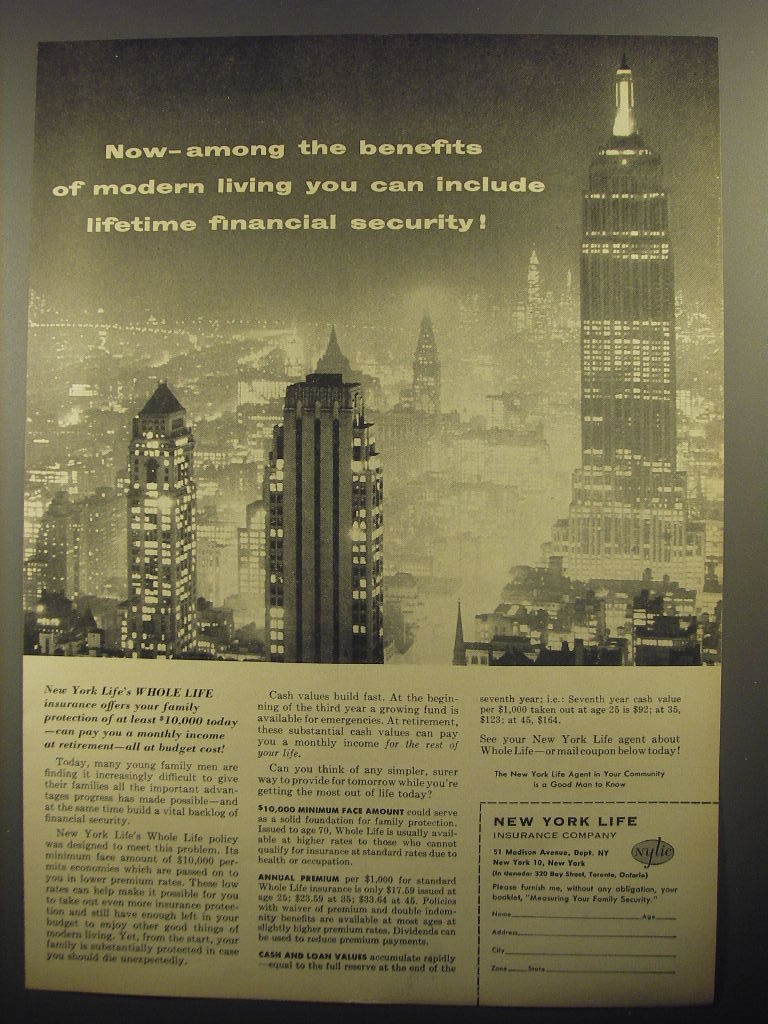 Now—among the benefits
of modern living you can include
lifetime financial security!
New York Life's WHOLE LIFE
insurance offers your family
protection of at least $10,000 today
—can pay you a monthly income
at retirement—all at budget cost!
Today, many young family men are
finding it increasingly difficult to give
their families all the important advan-
tages progress has made possible—and
at the same time build a vital backlog of
financial security.
New York Life's Whole Life policy
was designed to meet this problem. Its
minimum face amount of $10,000 per-
mits economies which are passed on to
you in lower premium rates. These low
rates can help make it possible for you
to take out even more insurance protec-
tion and still have enough left in your
budget to enjoy other good things of
modern living. Yet, from the start, your
family is substantially protected in case
you should die unexpectedly.
Cash values build fast. At the begin-
ning of the third year a growing fund is
available for emergencies. At retirement,
these substantial cash values can pay
you a monthly income for the rest of
your life.
Can you think of any simpler, surer
way to provide for tomorrow while you're
getting the most out of life today?
$10,000 MINIMUM FACE AMOUNT could serve
as a solid foundation for family protection.
Issued to age 70, Whole Life is usually avail-
able at higher rates to those who cannot
qualify for insurance at standard rates due to
health or occupation.
ANNUAL PREMIUM per $1,000 for standard
Whole Life insurance is only $17.59 issued at
age 25; $23.59 at 35; $33.64 at 45. Policies
with waiver of premium and double indem-
nity benefits are available at most ages at
slightly higher premium rates. Dividends can
be used to reduce premium payments.
CASH AND LOAN VALUES accumulate rapidly
—equal to the full reserve at the end of the
seventh year; i.e.: Seventh year cash value
per $1,000 taken out at age 25 is $92; at 35,
$123; at 45, $164.
See your New York Life agent about
Whole Life—or mail coupon below today!
The New York Life Agent in Your Community
is a Good Man to Know
NEW YORK LIFE
INSURANCE COMPANY
51 Madison Avenue, Dept. NY
New York 10, New York
(In Canada: 320 Bay Street, Toronto, Ontario)
Nylic
Please furnish me, without any obligation, your
booklet, "Measuring Your Family Security."
Name Age
Address
City
Zone State